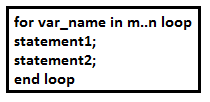 for var_name in m..n loop
statement1;
statement2;
end loop